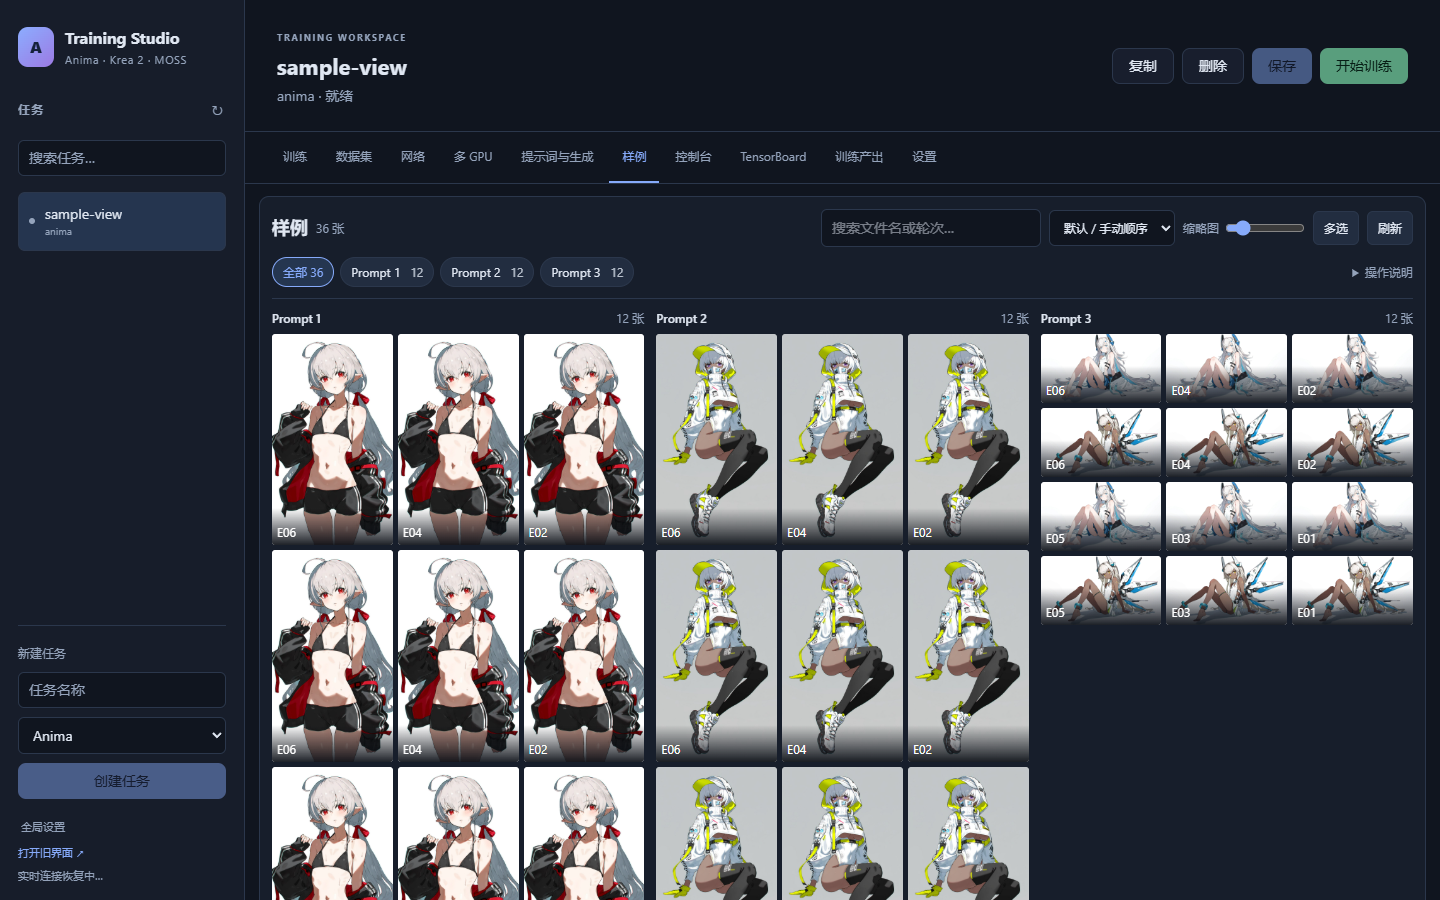 A
Training Studio
Anima · Krea 2 · MOSS
任务
↻
搜索任务...
sample-view
anima
新建任务
任务名称
Anima
创建任务
全局设置
打开旧界面 ↗
实时连接恢复中...
TRAINING WORKSPACE
sample-view
anima · 就绪
复制
删除
保存
开始训练
训练
数据集
网络
多 GPU
提示词与生成
样例
控制台
TensorBoard
训练产出
设置
样例 36 张
搜索文件名或轮次...
默认 / 手动顺序
缩略图
多选
刷新
全部 36
Prompt 1 12
Prompt 2 12
Prompt 3 12
▶ 操作说明
Prompt 1 12 张
E06 E04 E02
E06 E04 E02
Prompt 2 12 张
E06 E04 E02
E06 E04 E02
Prompt 3 12 张
E06 E04 E02
E06 E04 E02
E05 E03 E01
E05 E03 E01